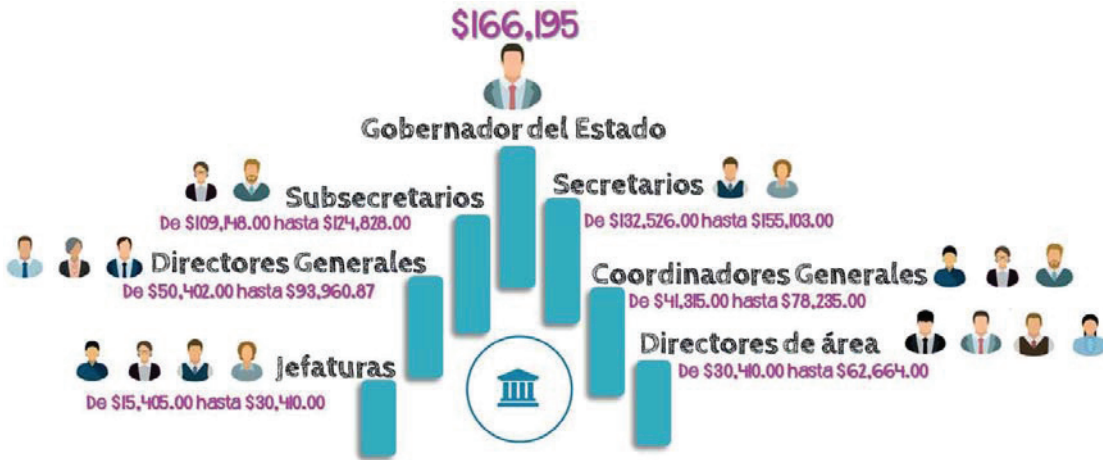 $166,195
Gobernador del Estado
Subsecretarios
De $109,148.00 hasta $124,828.00
Secretarios
De $132,526.00 hasta $155,103.00
Directores Generales
De $50,402.00 hasta $93,960.87
Coordinadores Generales
De $41,315.00 hasta $78,235.00
Jefaturas
De $15,405.00 hasta $30,410.00
Directores de área
De $30,410.00 hasta $62,664.00